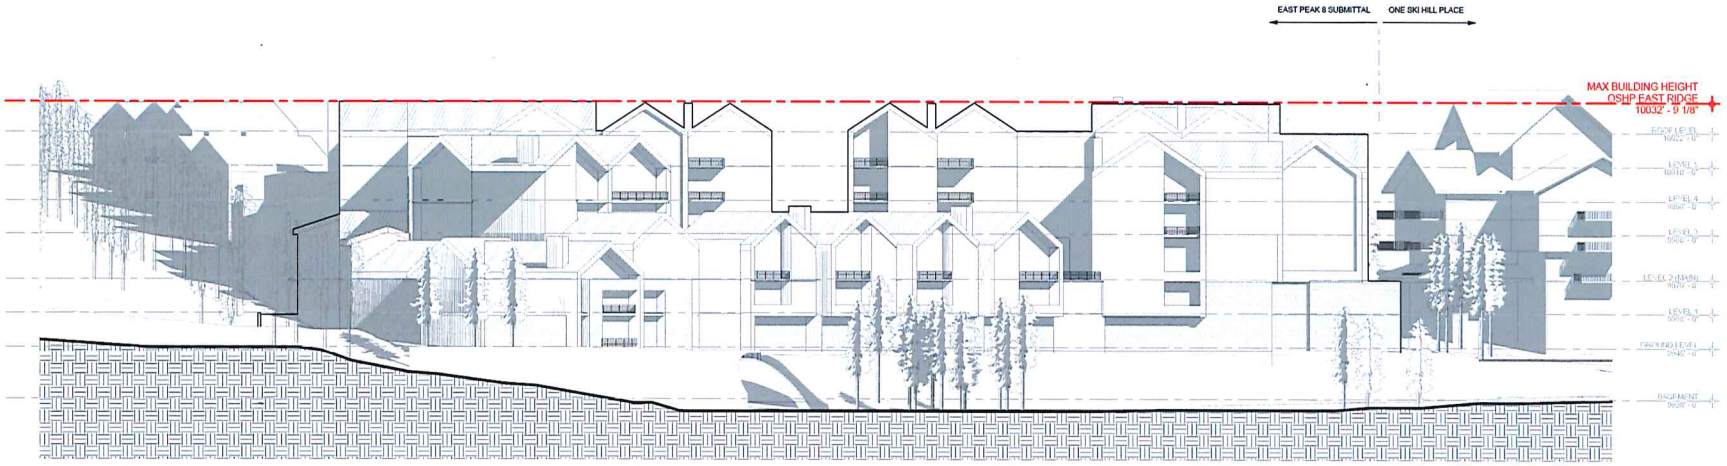 EAST PEAK 8 SUBMITTAL
ONE SKI HILL PLACE
MAX BUILDING HEIGHT
OSHP EAST RIDGE
10032' - 9 1/8"
ROOF LEVEL
LEVEL 5
LEVEL 4
LEVEL 3
LEVEL 2 (MAIN)
LEVEL 1
GROUND LEVEL
BASEMENT